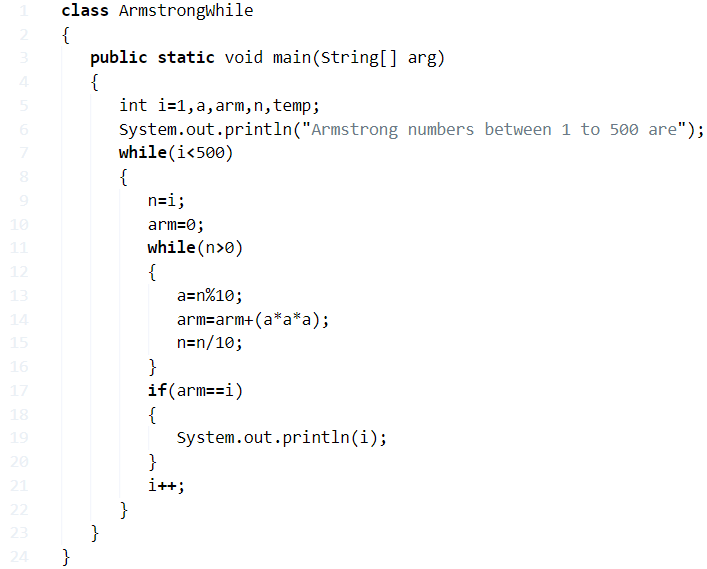 1 class ArmstrongWhile
2 {
3 public static void main(String[] arg)
4 {
5 int i=1,a,arm,n,temp;
6 System.out.println("Armstrong numbers between 1 to 500 are");
7 while(i<500)
8 {
9 n=i;
10 arm=0;
11 while(n>0)
12 {
13 a=n%10;
14 arm=arm+(a*a*a);
15 n=n/10;
16 }
17 if(arm==i)
18 {
19 System.out.println(i);
20 }
21 i++;
22 }
23 }
24 }